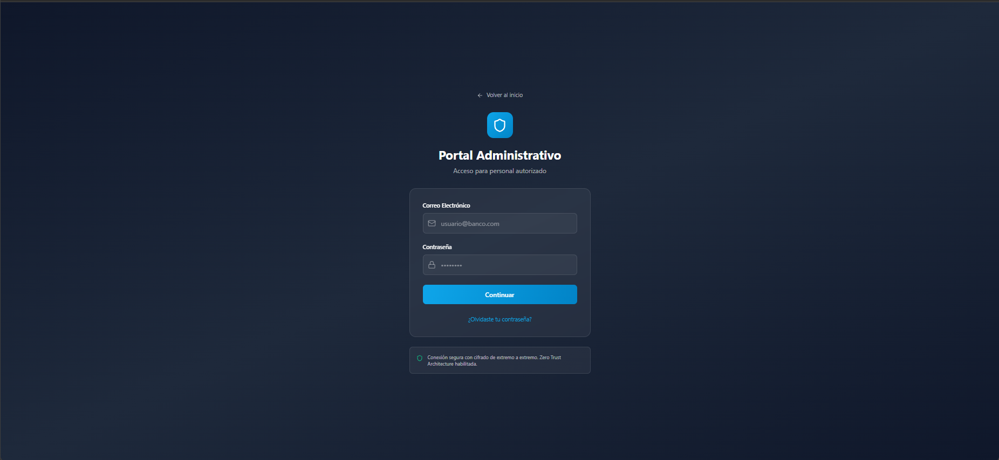 Volver al inicio
Portal Administrativo
Acceso para personal autorizado
Correo Electrónico
usuario@banco.com
Contraseña
••••••••
Continuar
¿Olvidaste tu contraseña?
Conexión segura con cifrado de extremo a extremo. Zero Trust
Architecture habilitada.